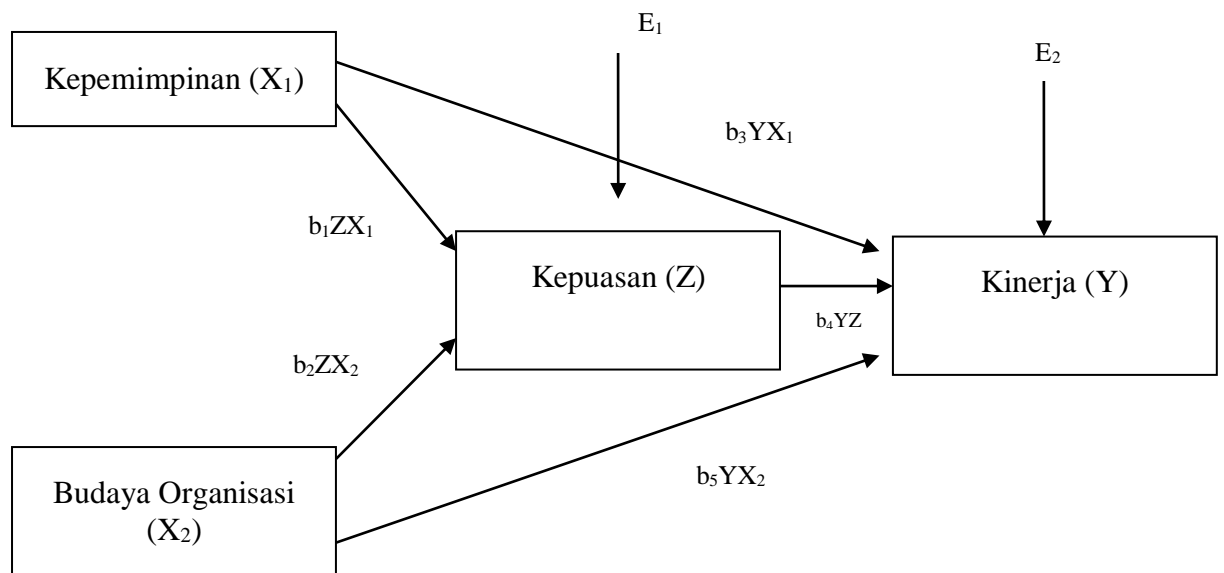 E₁
E₂
Kepemimpinan (X₁)
b₃YX₁
b₁ZX₁
Kepuasan (Z)
Kinerja (Y)
b₄YZ
b₂ZX₂
b₅YX₂
Budaya Organisasi
(X₂)